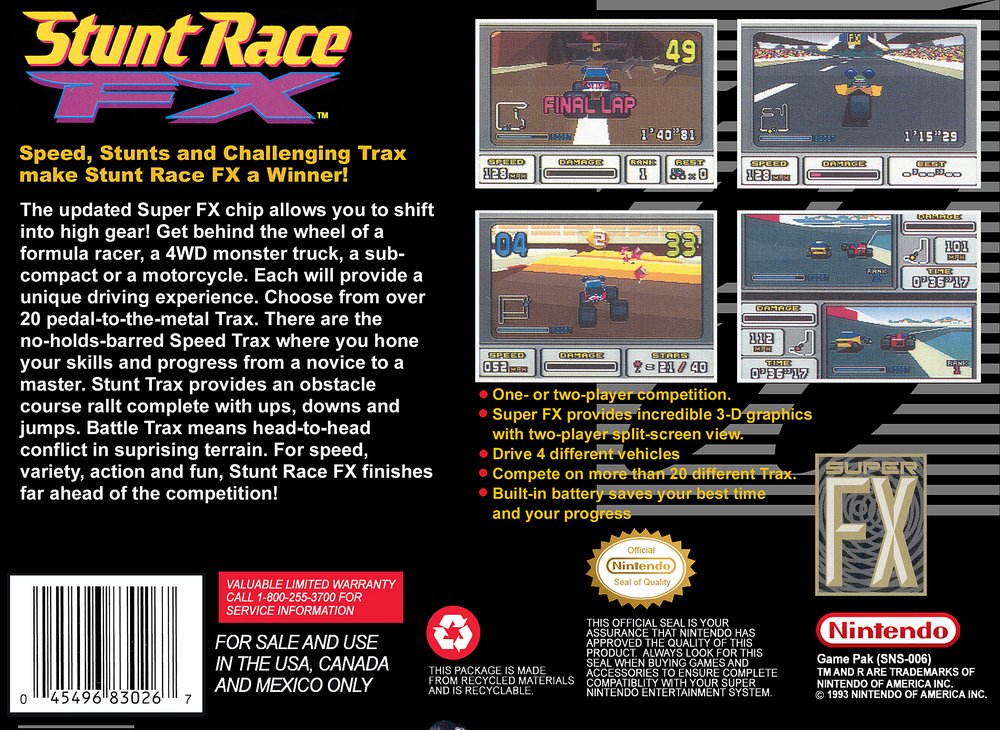 Stunt Race
FX™
Speed, Stunts and Challenging Trax
make Stunt Race FX a Winner!
The updated Super FX chip allows you to shift
into high gear! Get behind the wheel of a
formula racer, a 4WD monster truck, a sub-
compact or a motorcycle. Each will provide a
unique driving experience. Choose from over
20 pedal-to-the-metal Trax. There are the
no-holds-barred Speed Trax where you hone
your skills and progress from a novice to a
master. Stunt Trax provides an obstacle
course rallt complete with ups, downs and
jumps. Battle Trax means head-to-head
conflict in suprising terrain. For speed,
variety, action and fun, Stunt Race FX finishes
far ahead of the competition!
49
FINAL LAP
1'40"81
BOOST
SPEED DAMAGE RANK REST
128 MPH 1 x 0
FX
1'15"29
BOOST
SPEED DAMAGE BEST
128 MPH
04 2 33
BOOST
SPEED DAMAGE STARS
052 MPH = 21/40
DAMAGE
101
MPH
RANK
TIME
0'36"17
DAMAGE
112
MPH
TIME
0'36"17
RANK
1
• One- or two-player competition.
• Super FX provides incredible 3-D graphics
with two-player split-screen view.
• Drive 4 different vehicles
• Compete on more than 20 different Trax.
• Built-in battery saves your best time
and your progress
SUPER
FX
Official
Nintendo
Seal of Quality
VALUABLE LIMITED WARRANTY
CALL 1-800-255-3700 FOR
SERVICE INFORMATION
FOR SALE AND USE
IN THE USA, CANADA
AND MEXICO ONLY
0 45496 83026 7
THIS PACKAGE IS MADE
FROM RECYCLED MATERIALS
AND IS RECYCLABLE.
THIS OFFICIAL SEAL IS YOUR
ASSURANCE THAT NINTENDO HAS
APPROVED THE QUALITY OF THIS
PRODUCT. ALWAYS LOOK FOR THIS
SEAL WHEN BUYING GAMES AND
ACCESSORIES TO ENSURE COMPLETE
COMPATIBLITY WITH YOUR SUPER
NINTENDO ENTERTAINMENT SYSTEM.
Nintendo
Game Pak (SNS-006)
TM AND R ARE TRADEMARKS OF
NINTENDO OF AMERICA INC.
© 1993 NINTENDO OF AMERICA INC.